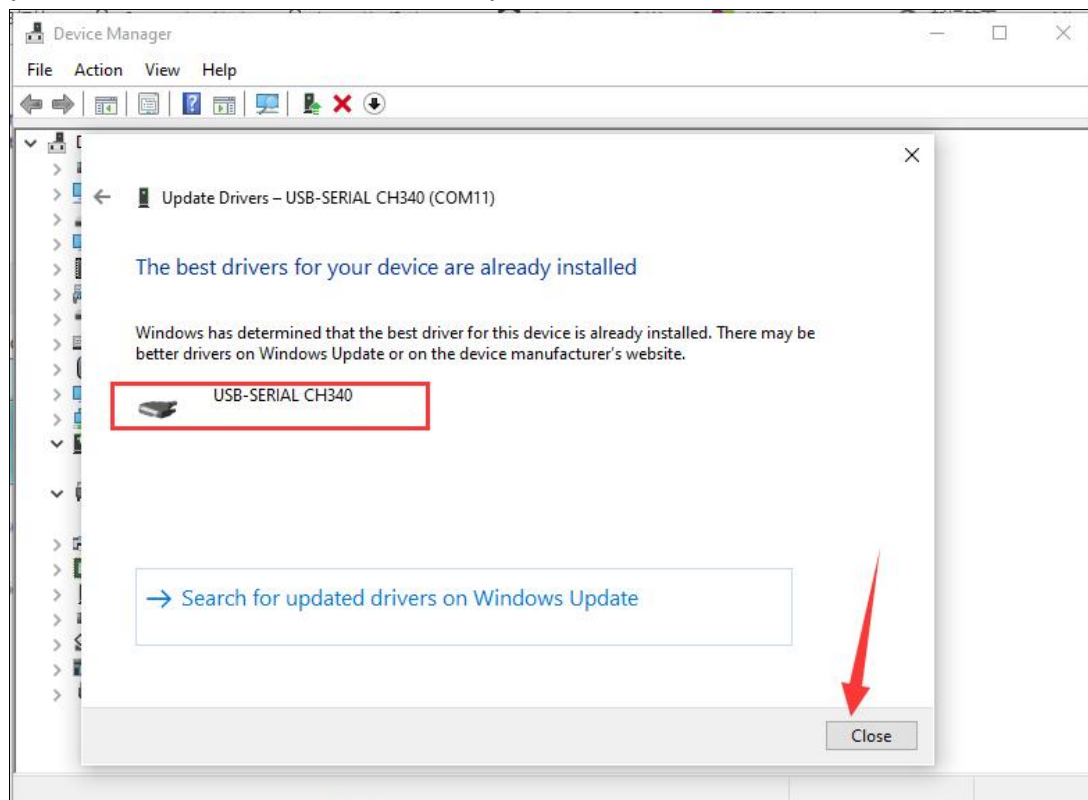 Device Manager
File Action View Help
Update Drivers – USB-SERIAL CH340 (COM11)
The best drivers for your device are already installed
Windows has determined that the best driver for this device is already installed. There may be
better drivers on Windows Update or on the device manufacturer's website.
USB-SERIAL CH340
Search for updated drivers on Windows Update
Close